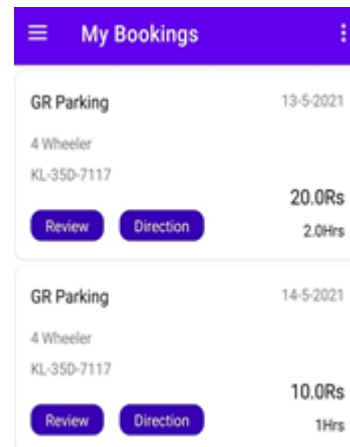 My Bookings
GR Parking 13-5-2021
4 Wheeler
KL-35D-7117
20.0Rs
Review Direction 2.0Hrs
GR Parking 14-5-2021
4 Wheeler
KL-35D-7117
10.0Rs
Review Direction 1Hrs